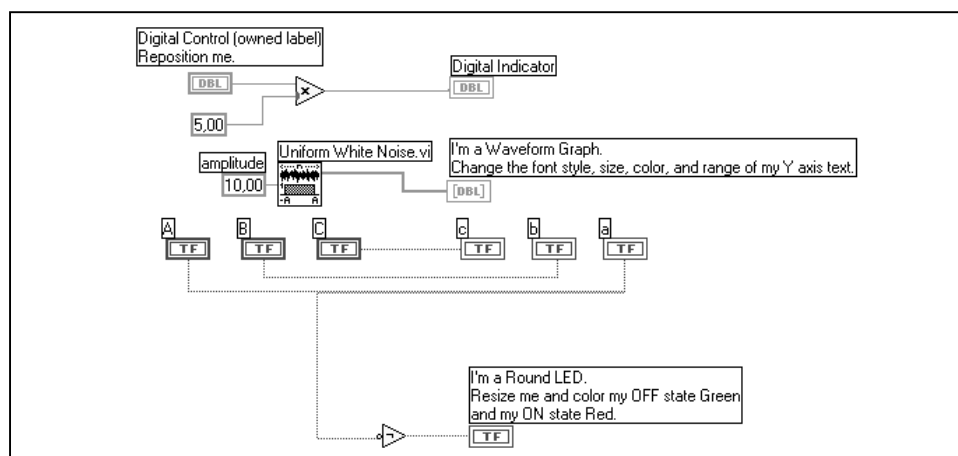 Digital Control (owned label)
Reposition me.
DBL
Digital Indicator
DBL
5,00
amplitude
10,00
Uniform White Noise.vi
-A A
I'm a Waveform Graph.
Change the font style, size, color, and range of my Y axis text.
[DBL]
A B C c b a
TF TF TF TF TF TF
I'm a Round LED.
Resize me and color my OFF state Green
and my ON state Red.
TF